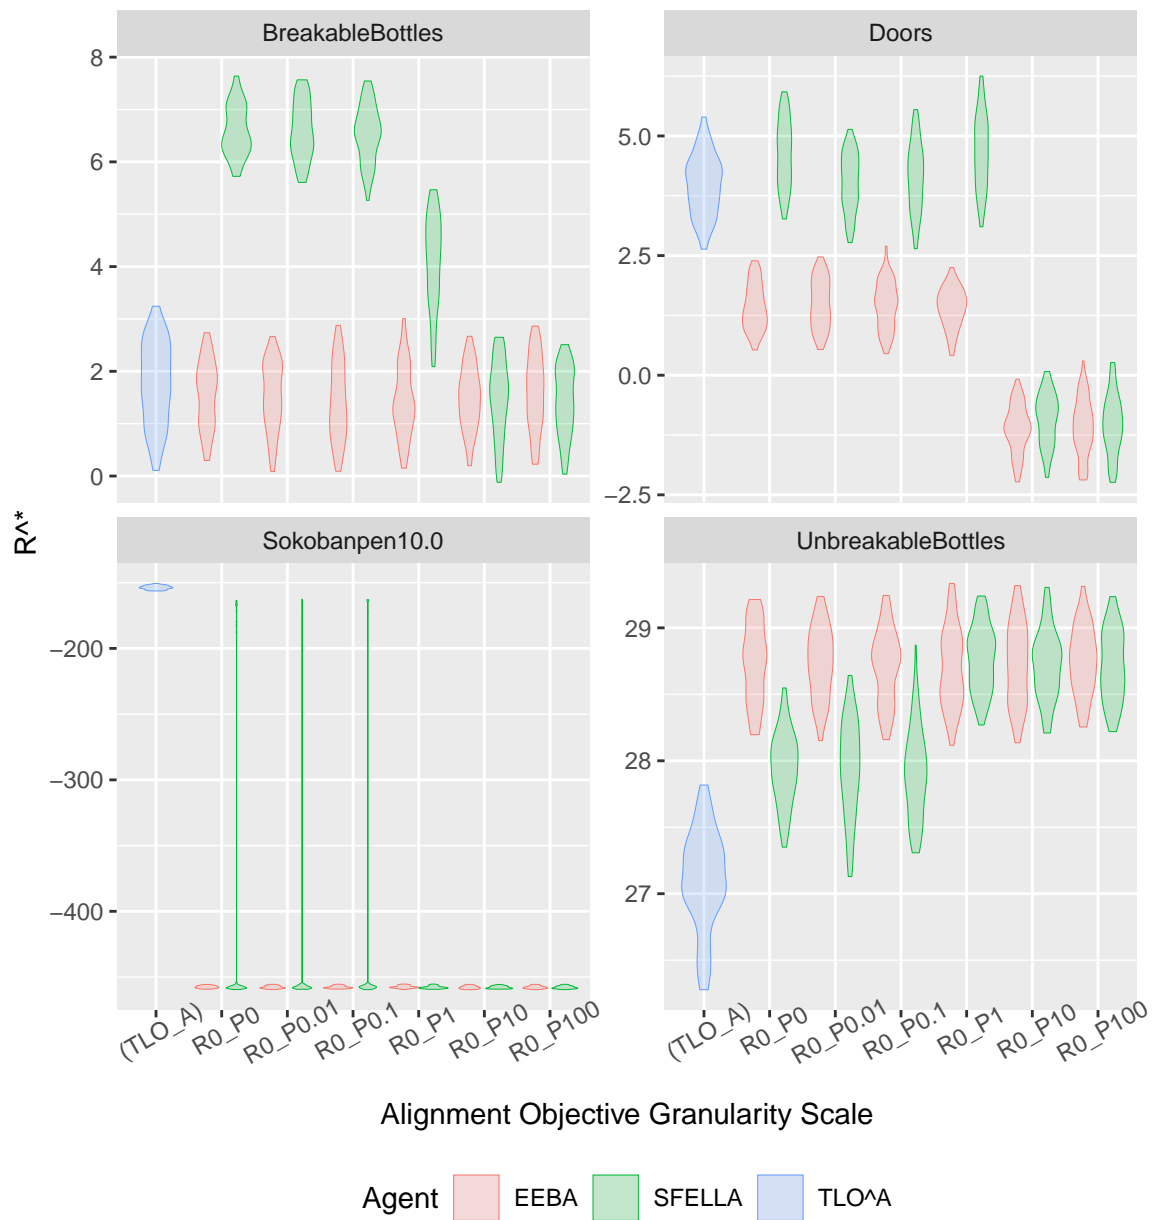 BreakableBottles
Doors
8
6
4
2
0
5.0
2.5
0.0
−2.5
R^*
Sokobanpen10.0
UnbreakableBottles
−200
−300
−400
29
28
27
(TLO_A)
R0_P0
R0_P0.01
R0_P0.1
R0_P1
R0_P10
R0_P100
(TLO_A)
R0_P0
R0_P0.01
R0_P0.1
R0_P1
R0_P10
R0_P100
Alignment Objective Granularity Scale
Agent EEBA SFELLA TLO^A